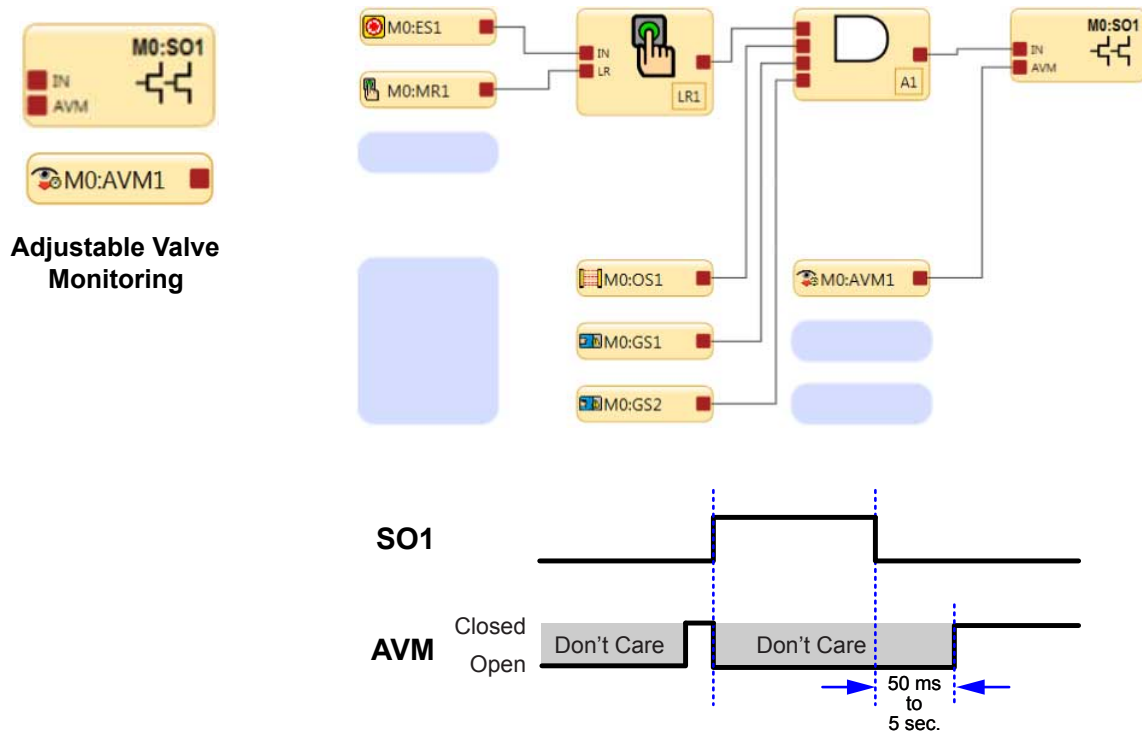 M0:SO1
IN
AVM
M0:AVM1
Adjustable Valve
Monitoring
M0:ES1
M0:MR1
IN
LR
LR1
A1
M0:SO1
IN
AVM
M0:OS1
M0:AVM1
M0:GS1
M0:GS2
SO1
AVM
Closed
Open
Don't Care
Don't Care
50 ms
to
5 sec.